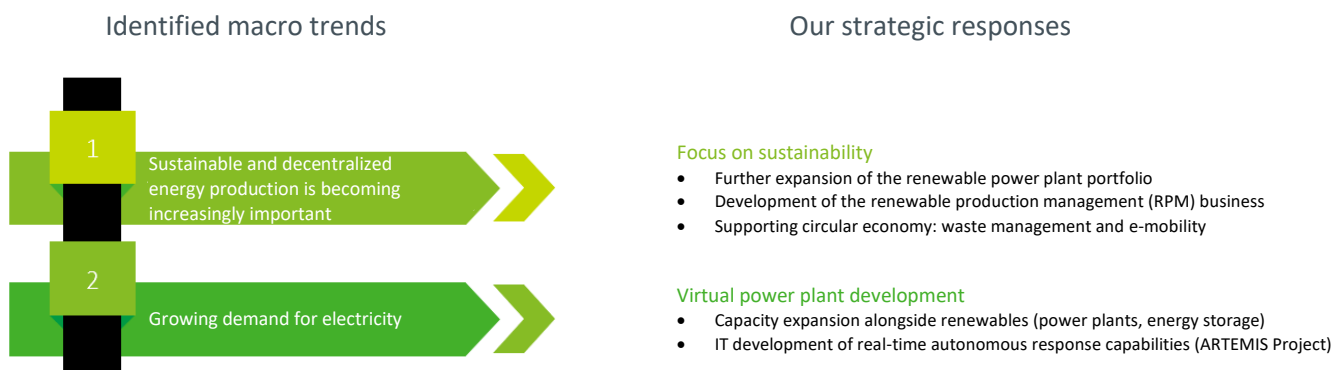 Identified macro trends
Our strategic responses
1
Sustainable and decentralized
energy production is becoming
increasingly important
Focus on sustainability
• Further expansion of the renewable power plant portfolio
• Development of the renewable production management (RPM) business
• Supporting circular economy: waste management and e-mobility
2
Growing demand for electricity
Virtual power plant development
• Capacity expansion alongside renewables (power plants, energy storage)
• IT development of real-time autonomous response capabilities (ARTEMIS Project)